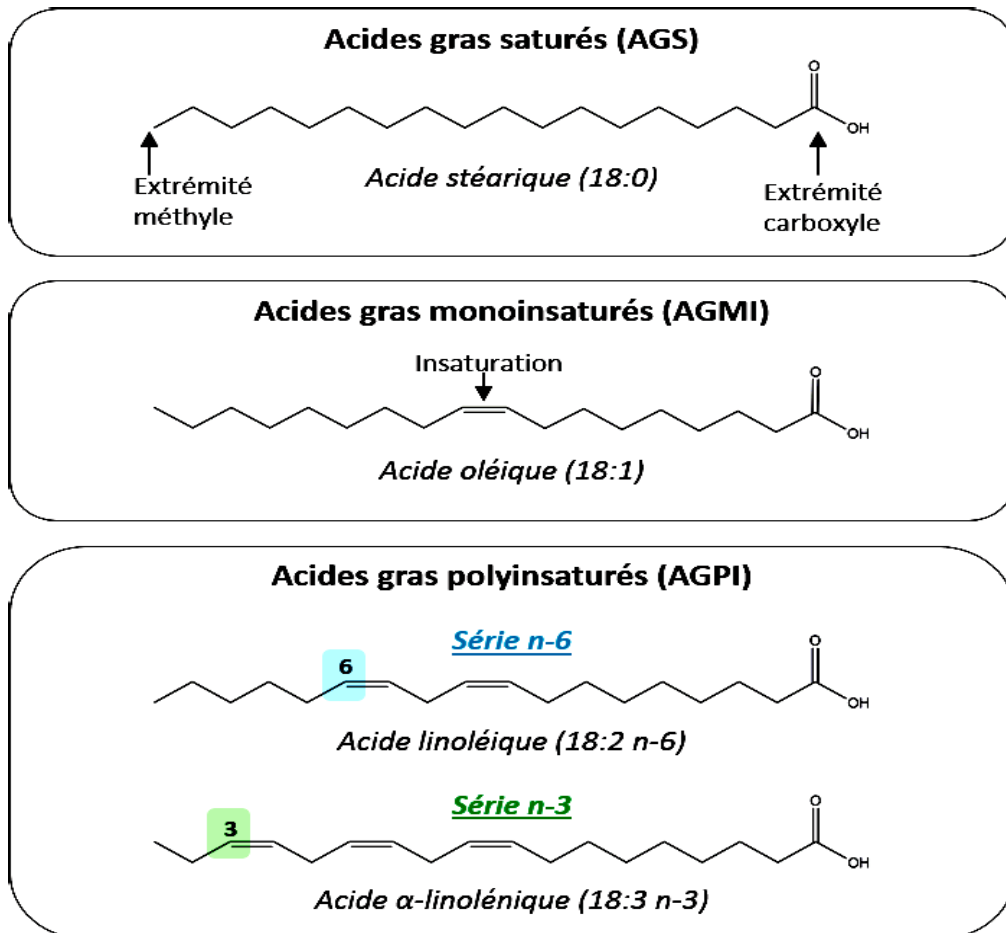 Acides gras saturés (AGS)
O
OH
Extrémité
méthyle
Acide stéarique (18:0)
Extrémité
carboxyle
Acides gras monoinsaturés (AGMI)
Insaturation
O
OH
Acide oléique (18:1)
Acides gras polyinsaturés (AGPI)
Série n-6
6
O
OH
Acide linoléique (18:2 n-6)
Série n-3
3
O
OH
Acide α-linolénique (18:3 n-3)